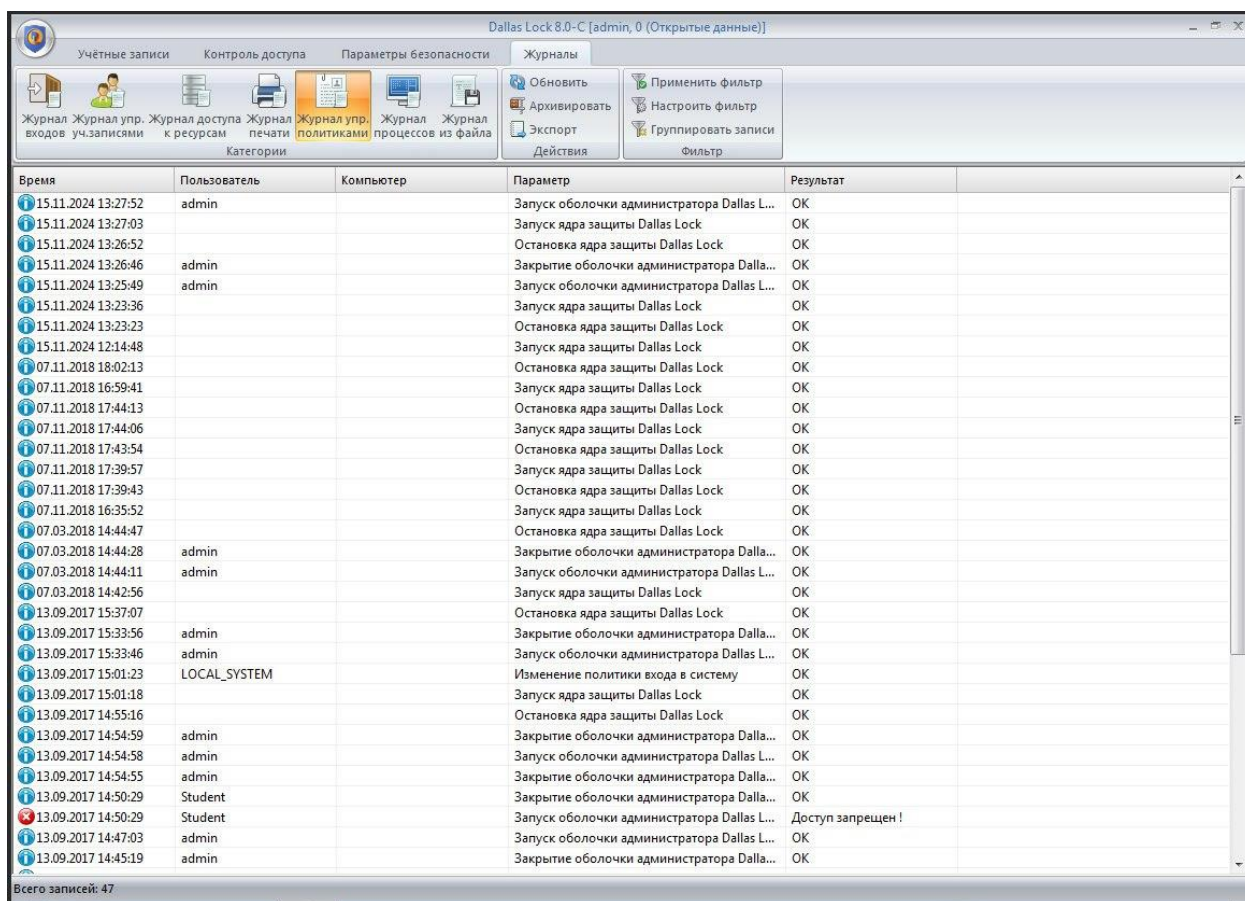 Dallas Lock 8.0-C [admin, 0 (Открытые данные)]
Учётные записи Контроль доступа Параметры безопасности Журналы
Журнал входов Журнал упр. уч.записями Журнал доступа к ресурсам Журнал печати Журнал упр. политиками Журнал процессов Журнал из файла
Категории
Обновить
Архивировать
Экспорт
Действия
Применить фильтр
Настроить фильтр
Группировать записи
Фильтр
Время Пользователь Компьютер Параметр Результат
15.11.2024 13:27:52 admin Запуск оболочки администратора Dallas L... OK
15.11.2024 13:27:03 Запуск ядра защиты Dallas Lock OK
15.11.2024 13:26:52 Остановка ядра защиты Dallas Lock OK
15.11.2024 13:26:46 admin Закрытие оболочки администратора Dalla... OK
15.11.2024 13:25:49 admin Запуск оболочки администратора Dallas L... OK
15.11.2024 13:23:36 Запуск ядра защиты Dallas Lock OK
15.11.2024 13:23:23 Остановка ядра защиты Dallas Lock OK
15.11.2024 12:14:48 Запуск ядра защиты Dallas Lock OK
07.11.2018 18:02:13 Остановка ядра защиты Dallas Lock OK
07.11.2018 16:59:41 Запуск ядра защиты Dallas Lock OK
07.11.2018 17:44:13 Остановка ядра защиты Dallas Lock OK
07.11.2018 17:44:06 Запуск ядра защиты Dallas Lock OK
07.11.2018 17:43:54 Остановка ядра защиты Dallas Lock OK
07.11.2018 17:39:57 Запуск ядра защиты Dallas Lock OK
07.11.2018 17:39:43 Остановка ядра защиты Dallas Lock OK
07.11.2018 16:35:52 Запуск ядра защиты Dallas Lock OK
07.03.2018 14:44:47 Остановка ядра защиты Dallas Lock OK
07.03.2018 14:44:28 admin Закрытие оболочки администратора Dalla... OK
07.03.2018 14:44:11 admin Запуск оболочки администратора Dallas L... OK
07.03.2018 14:42:56 Запуск ядра защиты Dallas Lock OK
13.09.2017 15:37:07 Остановка ядра защиты Dallas Lock OK
13.09.2017 15:33:56 admin Закрытие оболочки администратора Dalla... OK
13.09.2017 15:33:46 admin Запуск оболочки администратора Dallas L... OK
13.09.2017 15:01:23 LOCAL_SYSTEM Изменение политики входа в систему OK
13.09.2017 15:01:18 Запуск ядра защиты Dallas Lock OK
13.09.2017 14:55:16 Остановка ядра защиты Dallas Lock OK
13.09.2017 14:54:59 admin Закрытие оболочки администратора Dalla... OK
13.09.2017 14:54:58 admin Запуск оболочки администратора Dallas L... OK
13.09.2017 14:54:55 admin Закрытие оболочки администратора Dalla... OK
13.09.2017 14:50:29 Student Закрытие оболочки администратора Dalla... OK
13.09.2017 14:50:29 Student Запуск оболочки администратора Dallas L... Доступ запрещен !
13.09.2017 14:47:03 admin Запуск оболочки администратора Dallas L... OK
13.09.2017 14:45:19 admin Закрытие оболочки администратора Dalla... OK
Всего записей: 47